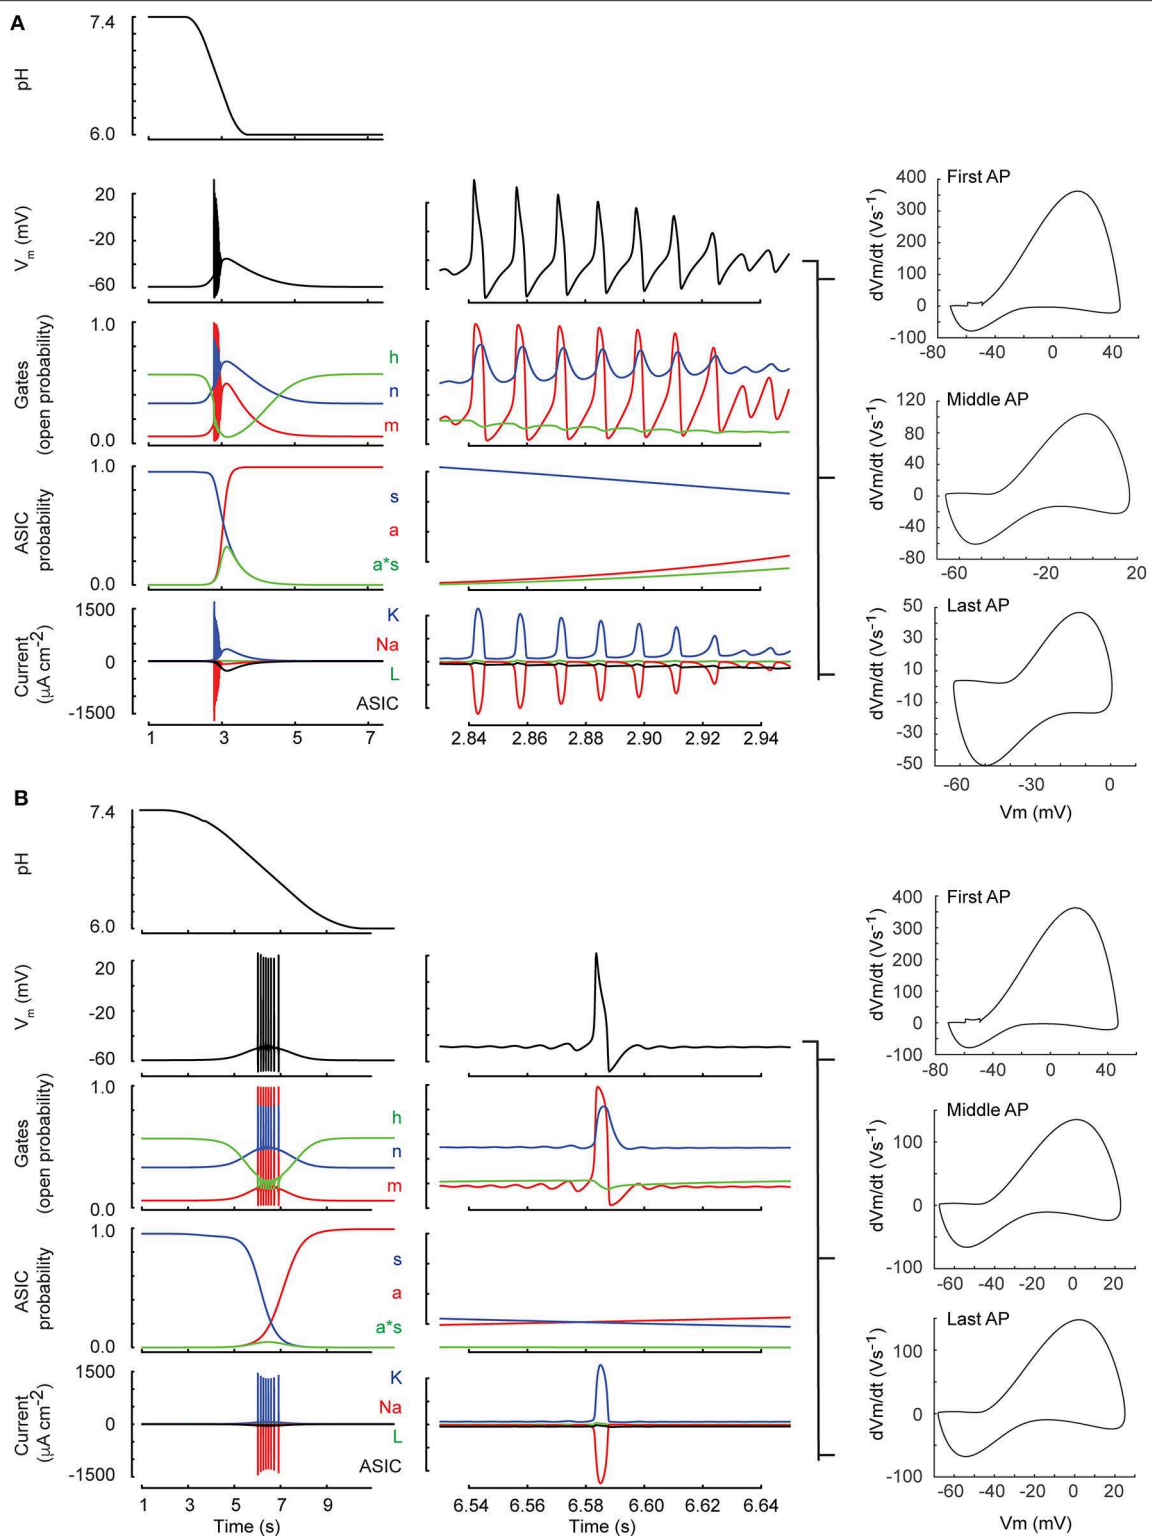 A
7.4
pH
6.0
20
-20
-60
Vm (mV)
1.0
0.0
Gates
(open probability)
h
n
m
1.0
0.0
ASIC
probability
s
a
a*s
1500
0
-1500
Current
(µA cm-2)
K
Na
L
ASIC
1 3 5 7
2.84 2.86 2.88 2.90 2.92 2.94
First AP
400
300
200
100
0
-100
dVm/dt (Vs-1)
-80 -40 0 40
Middle AP
120
80
40
0
-40
-80
dVm/dt (Vs-1)
-60 -20 20
Last AP
50
30
10
-10
-30
-50
dVm/dt (Vs-1)
-60 -30 0
Vm (mV)
B
7.4
pH
6.0
20
-20
-60
Vm (mV)
1.0
0.0
Gates
(open probability)
h
n
m
1.0
0.0
ASIC
probability
s
a
a*s
1500
0
-1500
Current
(µA cm-2)
K
Na
L
ASIC
1 3 5 7 9
Time (s)
6.54 6.56 6.58 6.60 6.62 6.64
Time (s)
First AP
400
300
200
100
0
-100
dVm/dt (Vs-1)
-80 -40 0 40
Middle AP
100
0
-100
dVm/dt (Vs-1)
-60 -40 -20 0 20
Last AP
100
0
-100
dVm/dt (Vs-1)
-60 -40 -20 0 20
Vm (mV)